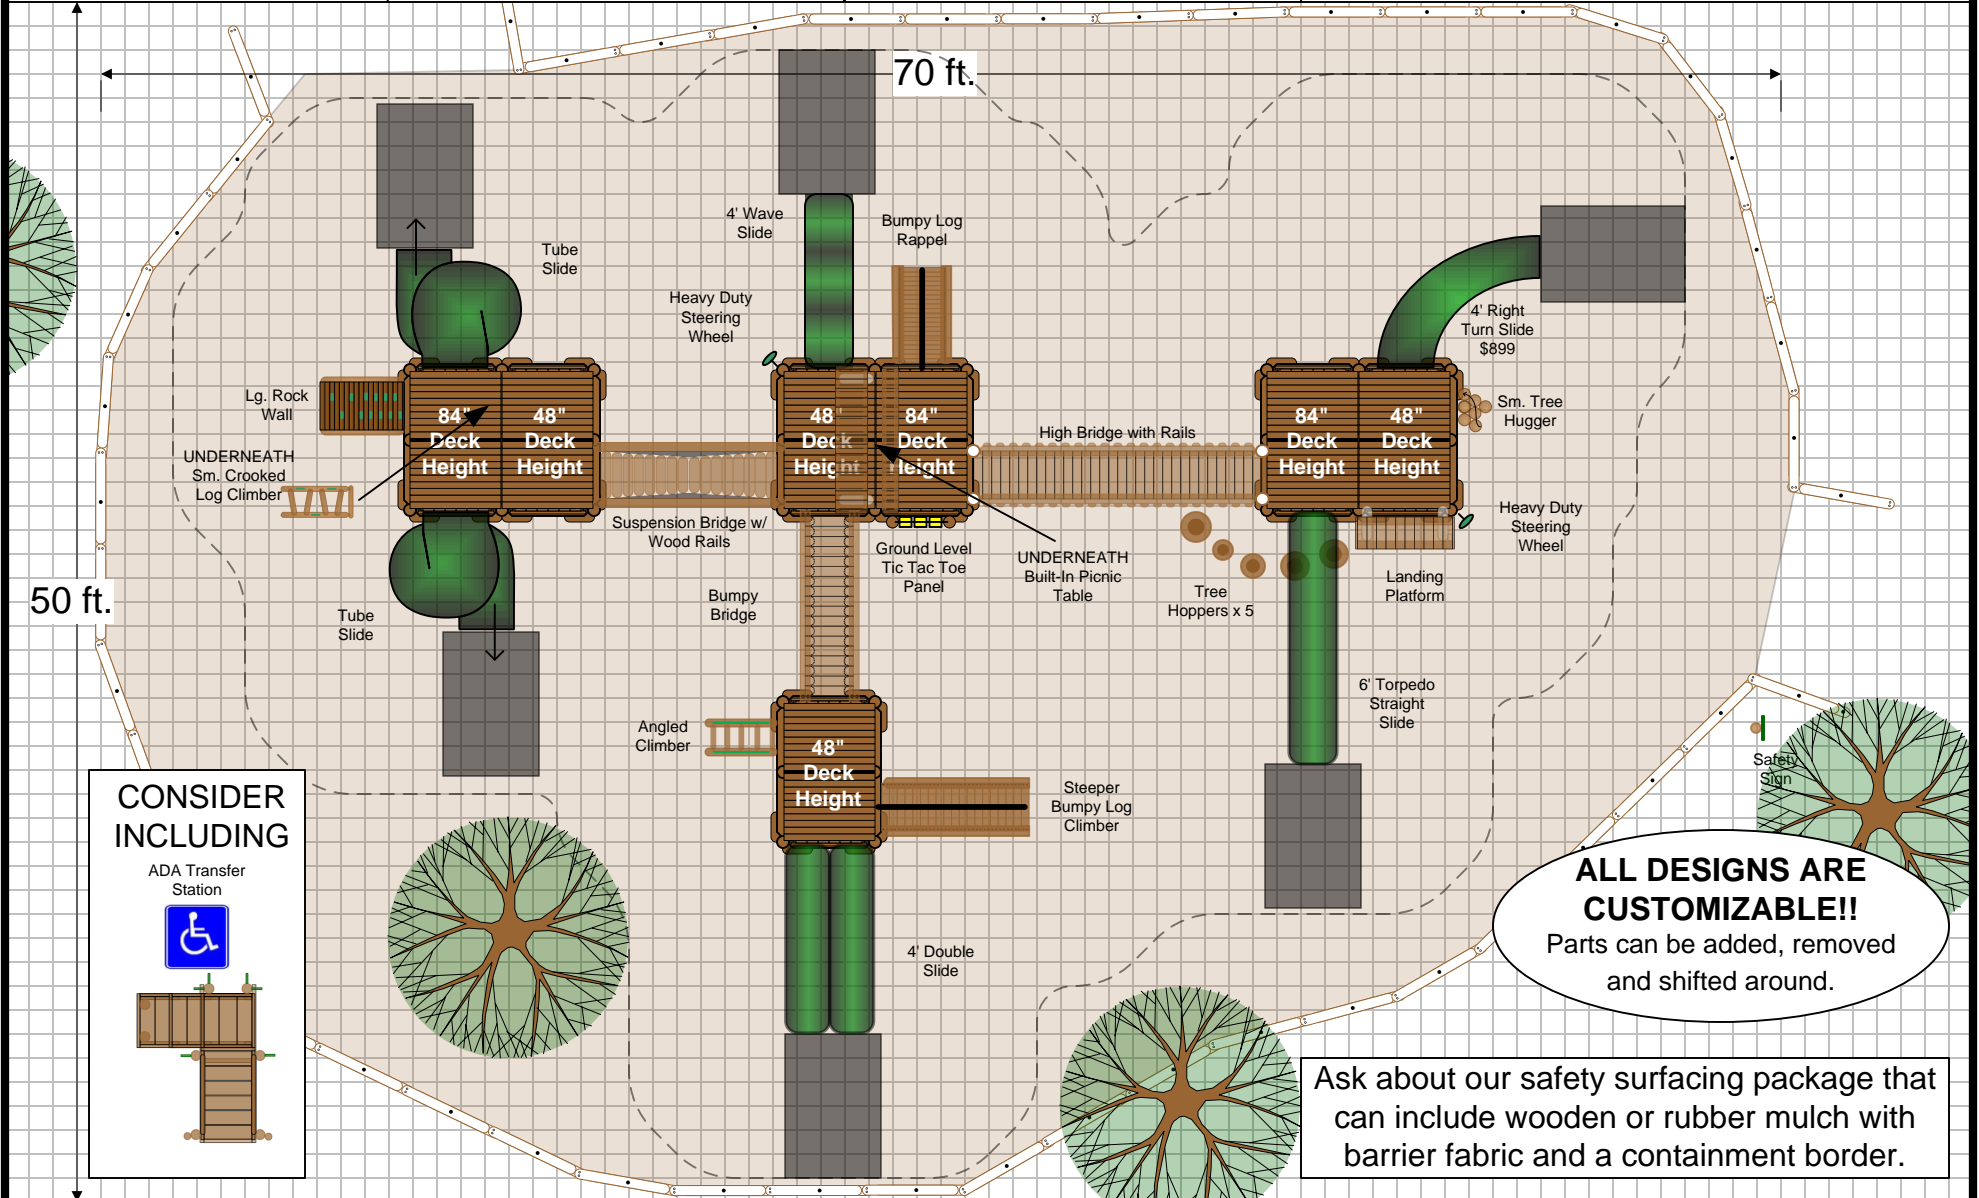 70 ft.
50 ft.
4' Wave
Slide
Bumpy Log
Rappel
Tube
Slide
Heavy Duty
Steering
Wheel
4' Right
Turn Slide
$899
Lg. Rock
Wall
84"
Deck
Height
48"
Deck
Height
48"
Deck
Height
84"
Deck
Height
High Bridge with Rails
84"
Deck
Height
48"
Deck
Height
Sm. Tree
Hugger
UNDERNEATH
Sm. Crooked
Log Climber
Suspension Bridge w/
Wood Rails
Ground Level
Tic Tac Toe
Panel
UNDERNEATH
Built-In Picnic
Table
Tree
Hoppers x 5
Landing
Platform
Heavy Duty
Steering
Wheel
Tube
Slide
Bumpy
Bridge
6' Torpedo
Straight
Slide
Angled
Climber
48"
Deck
Height
Steeper
Bumpy Log
Climber
Safety
Sign
4' Double
Slide
CONSIDER
INCLUDING
ADA Transfer
Station
ALL DESIGNS ARE
CUSTOMIZABLE!!
Parts can be added, removed
and shifted around.
Ask about our safety surfacing package that
can include wooden or rubber mulch with
barrier fabric and a containment border.